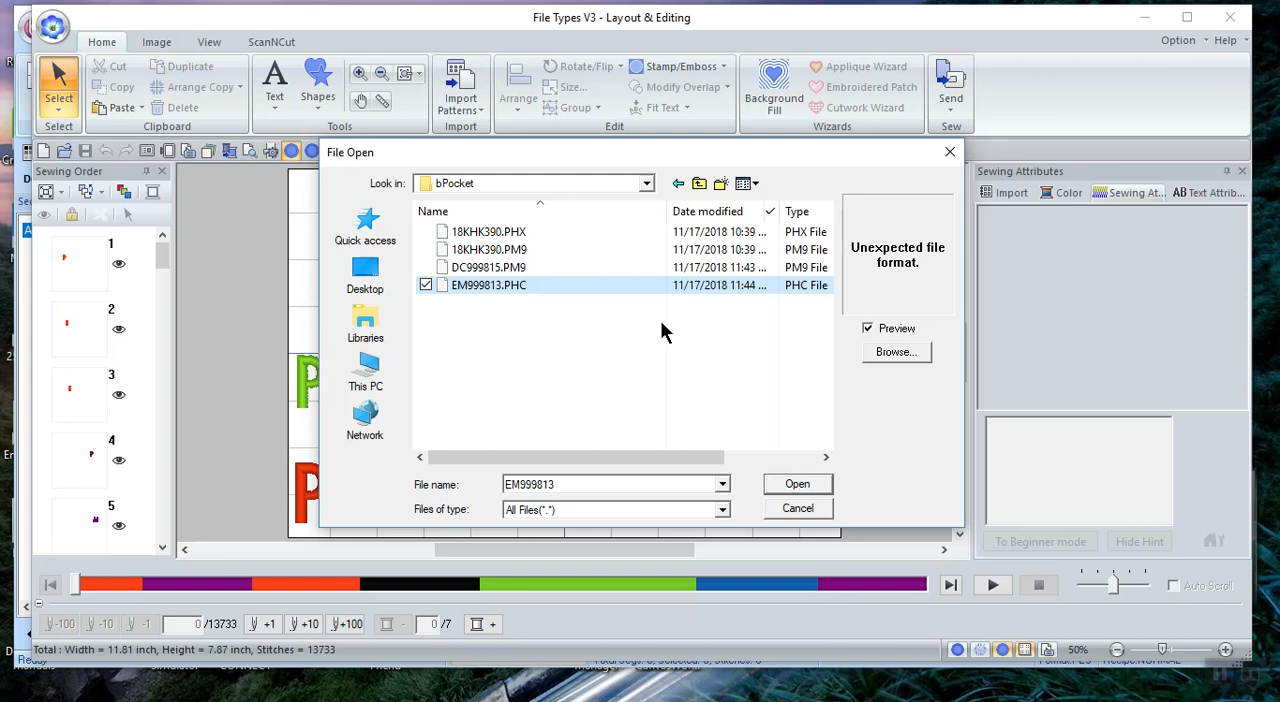 File Types V3 - Layout & Editing
Home Image View ScanNCut Option Help
Select Select
Cut Copy Paste Duplicate Arrange Copy Delete Clipboard
Text Shapes Tools
Import Patterns Import
Arrange Rotate/Flip Size... Group Stamp/Emboss Modify Overlap Fit Text Edit
Background Fill Applique Wizard Embroidered Patch Cutwork Wizard Wizards
Send Sew
Sewing Order
1
2
3
4
5
File Open
Look in: bPocket
Quick access
Desktop
Libraries
This PC
Network
Name Date modified Type
18KHK390.PHX 11/17/2018 10:39 ... PHX File
18KHK390.PM9 11/17/2018 10:39 ... PM9 File
DC999815.PM9 11/17/2018 11:43 ... PM9 File
EM999813.PHC 11/17/2018 11:44 ... PHC File
File name: EM999813 Open
Files of type: All Files(*.*) Cancel
Unexpected file format.
Preview
Browse...
P
P
Sewing Attributes
Import Color Sewing At... Text Attrib...
To Beginner mode Hide Hint
Auto Scroll
-100 -10 -1 0 /13733 +1 +10 +100 - 0 /7 +
Total : Width = 11.81 inch, Height = 7.87 inch, Stitches = 13733 50%
Ready